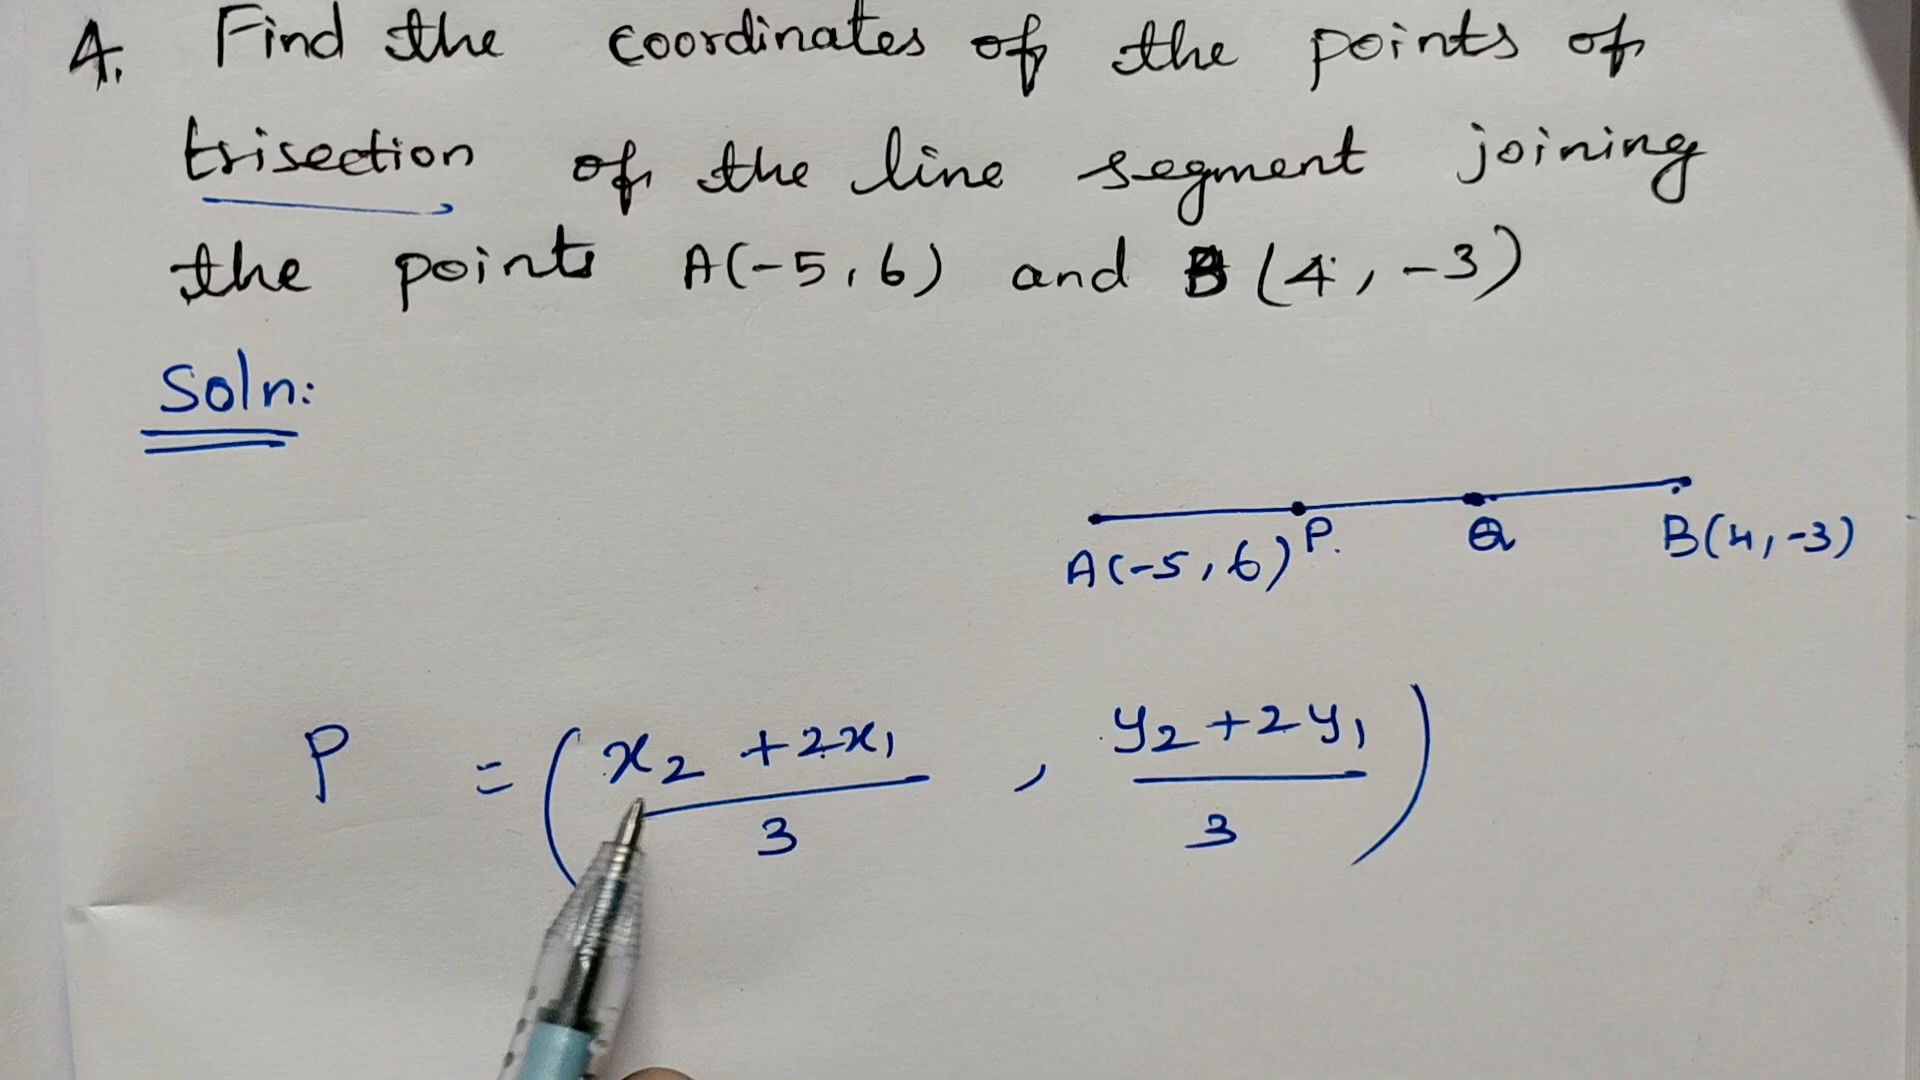 4. Find the coordinates of the points of
trisection of the line segment joining
the points A(-5,6) and B(4,-3)
Soln:
A(-5,6) P. Q B(4,-3)
P = (x₂+2x₁/3, y₂+2y₁/3)